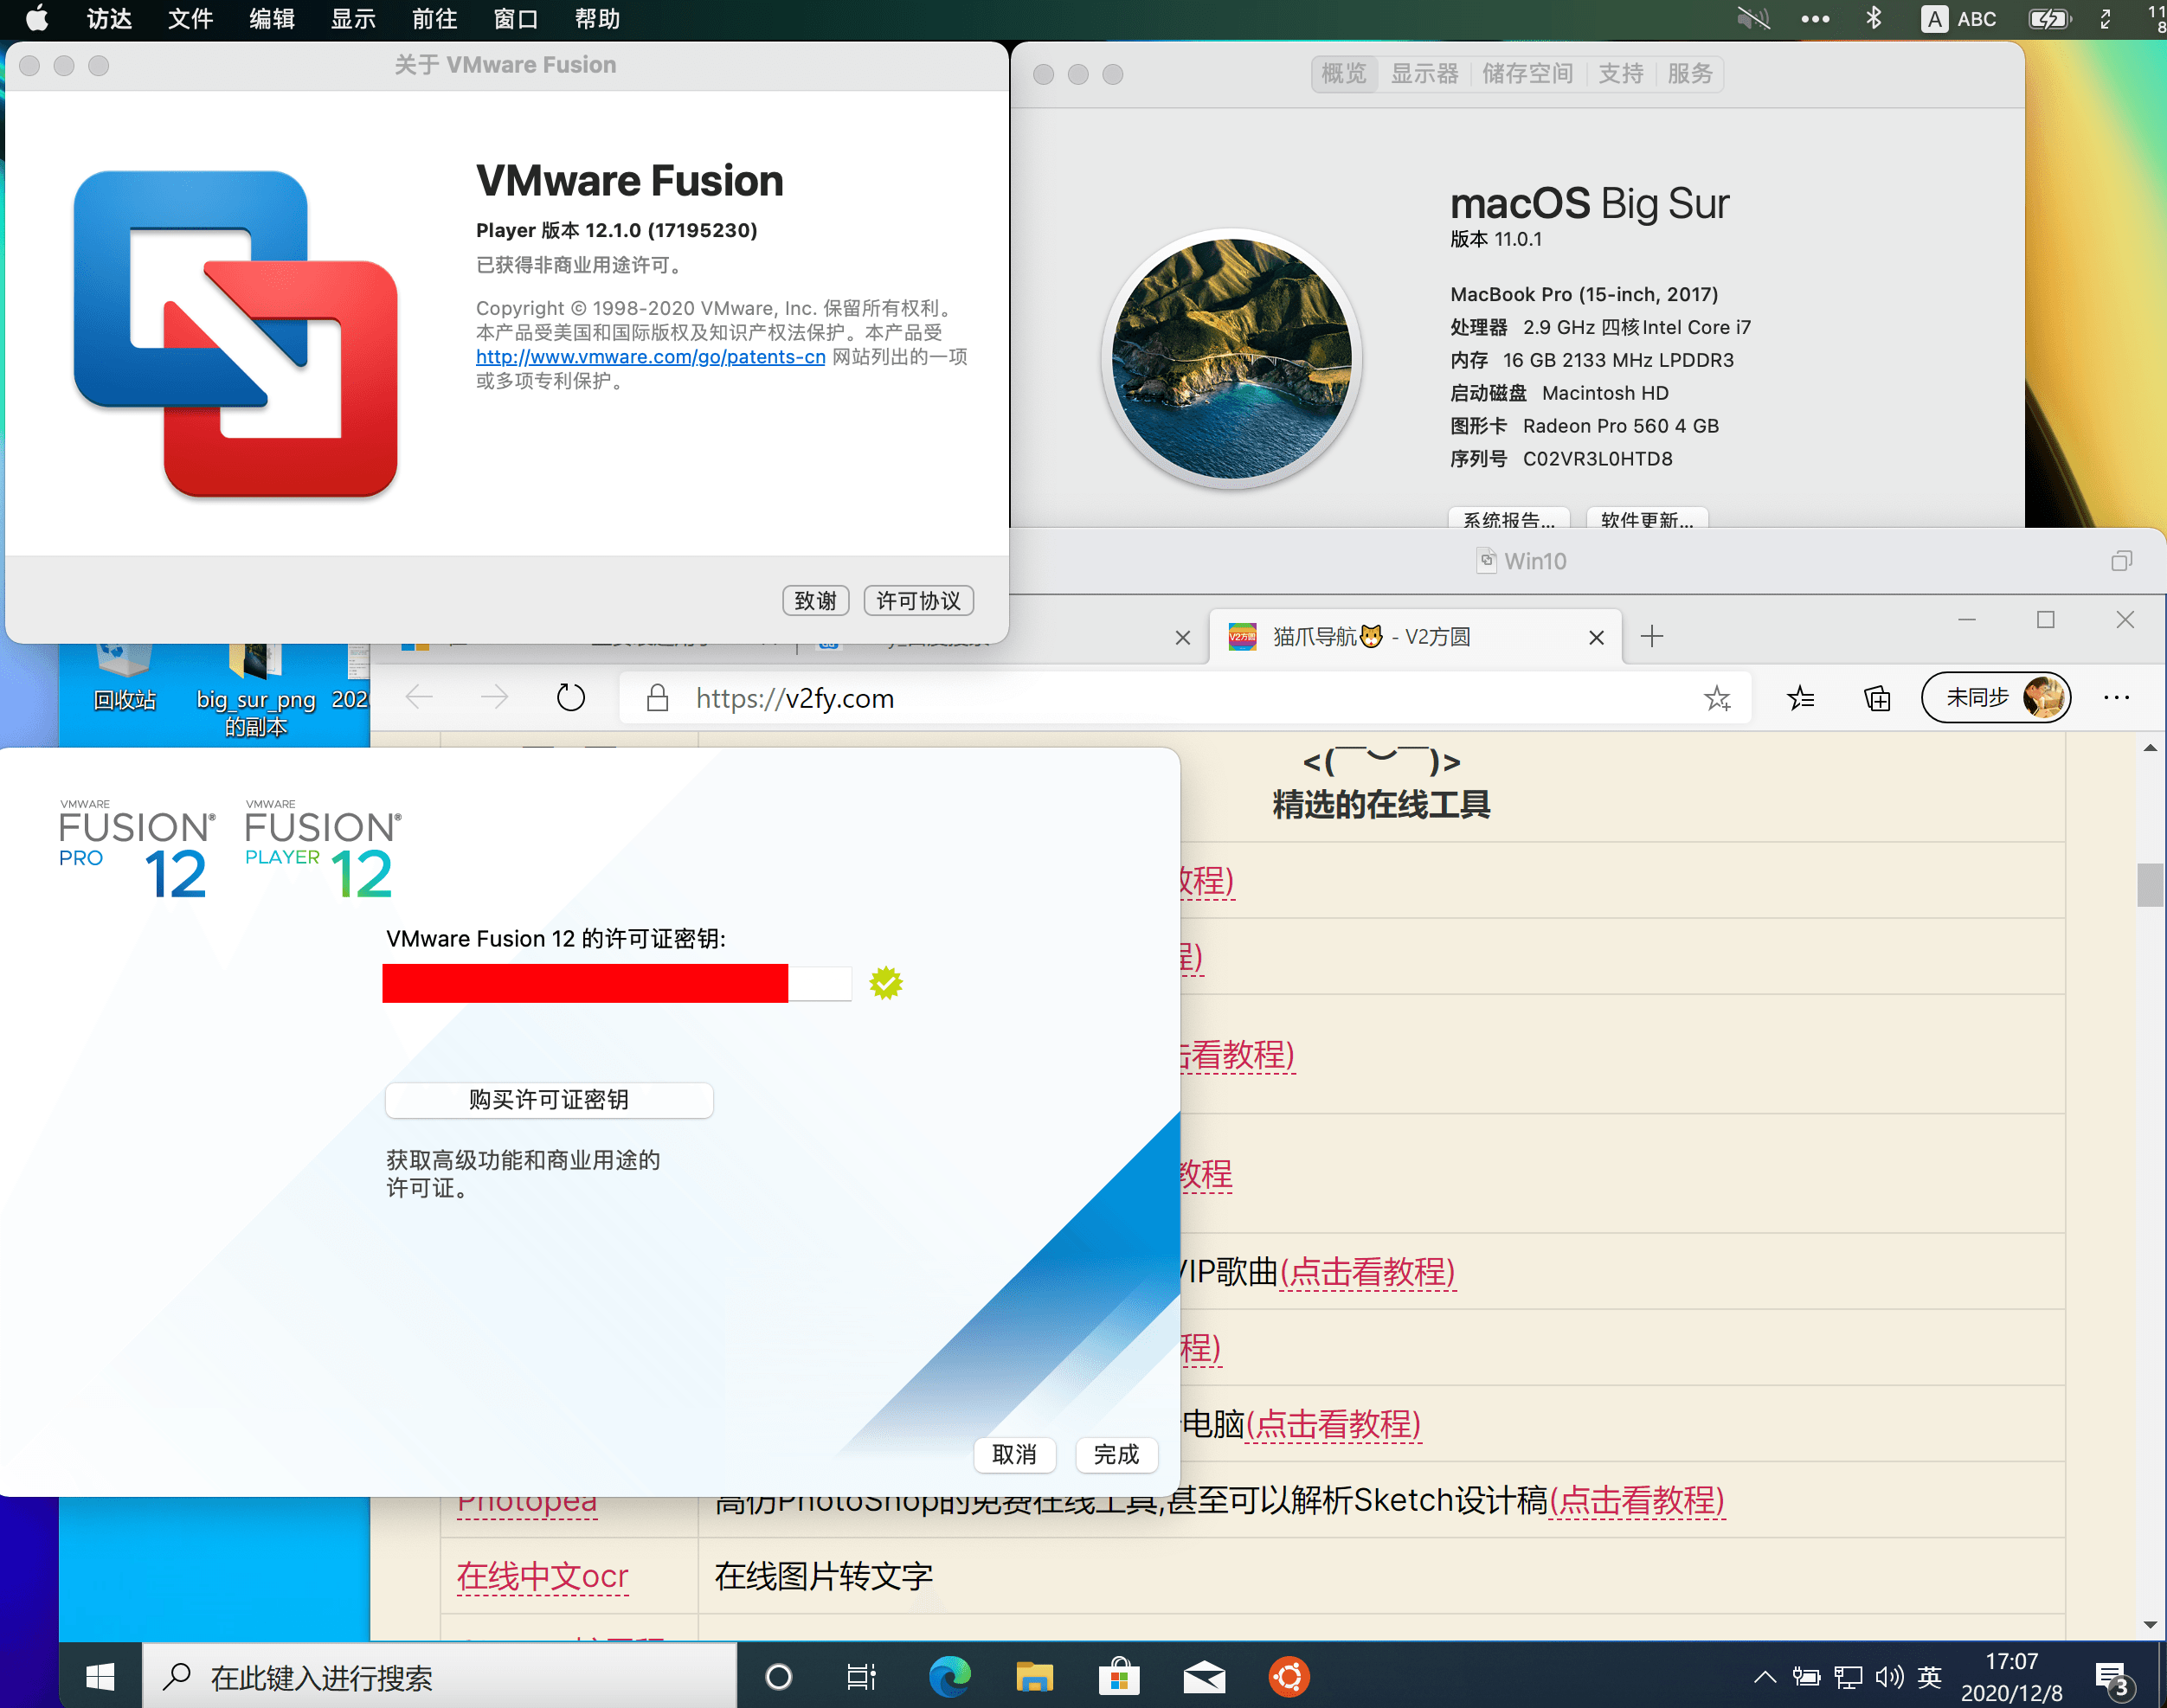 访达 文件 编辑 显示 前往 窗口 帮助
A ABC
关于 VMware Fusion
VMware Fusion
Player 版本 12.1.0 (17195230)
已获得非商业用途许可。
Copyright © 1998-2020 VMware, Inc. 保留所有权利。
本产品受美国和国际版权及知识产权法保护。本产品受
http://www.vmware.com/go/patents-cn 网站列出的一项
或多项专利保护。
致谢 许可协议
概览 显示器 储存空间 支持 服务
macOS Big Sur
版本 11.0.1
MacBook Pro (15-inch, 2017)
处理器 2.9 GHz 四核Intel Core i7
内存 16 GB 2133 MHz LPDDR3
启动磁盘 Macintosh HD
图形卡 Radeon Pro 560 4 GB
序列号 C02VR3L0HTD8
系统报告... 软件更新...
Win10
V2方圆 猫爪导航🐯 - V2方圆
https://v2fy.com
未同步
回收站
big_sur_png
的副本
202
<(￣︶￣)>
精选的在线工具
教程)
程)
击看教程)
教程
VIP歌曲(点击看教程)
程)
电脑(点击看教程)
Photopea 高仿PhotoShop的免费在线工具,甚至可以解析Sketch设计稿(点击看教程)
在线中文ocr 在线图片转文字
VMWARE
FUSION®
PRO 12
VMWARE
FUSION®
PLAYER 12
VMware Fusion 12 的许可证密钥:
购买许可证密钥
获取高级功能和商业用途的
许可证。
取消 完成
在此键入进行搜索
英
17:07
2020/12/8
3